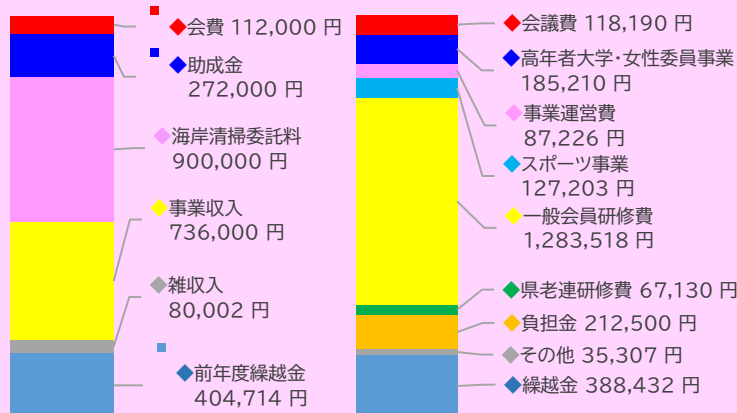 ◆会費 112,000 円
◆助成金
272,000 円
◆海岸清掃委託料
900,000 円
◆事業収入
736,000 円
◆雑収入
80,002 円
◆前年度繰越金
404,714 円
◆会議費 118,190 円
◆高年者大学・女性委員事業
185,210 円
◆事業運営費
87,226 円
◆スポーツ事業
127,203 円
◆一般会員研修費
1,283,518 円
◆県老連研修費 67,130 円
◆負担金 212,500 円
◆その他 35,307 円
◆繰越金 388,432 円